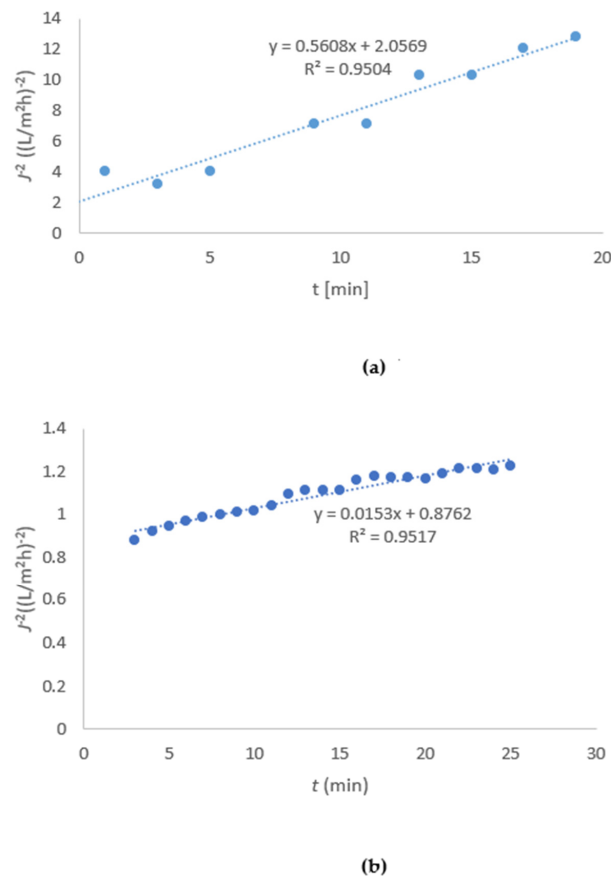 14
12
10
8
6
4
2
0
J⁻² ((L/m²h)⁻²)
y = 0.5608x + 2.0569
R² = 0.9504
0 5 10 15 20
t [min]
(a)
1.4
1.2
1
0.8
0.6
0.4
0.2
0
J⁻²((L/m²h)⁻²)
y = 0.0153x + 0.8762
R² = 0.9517
0 5 10 15 20 25 30
t (min)
(b)